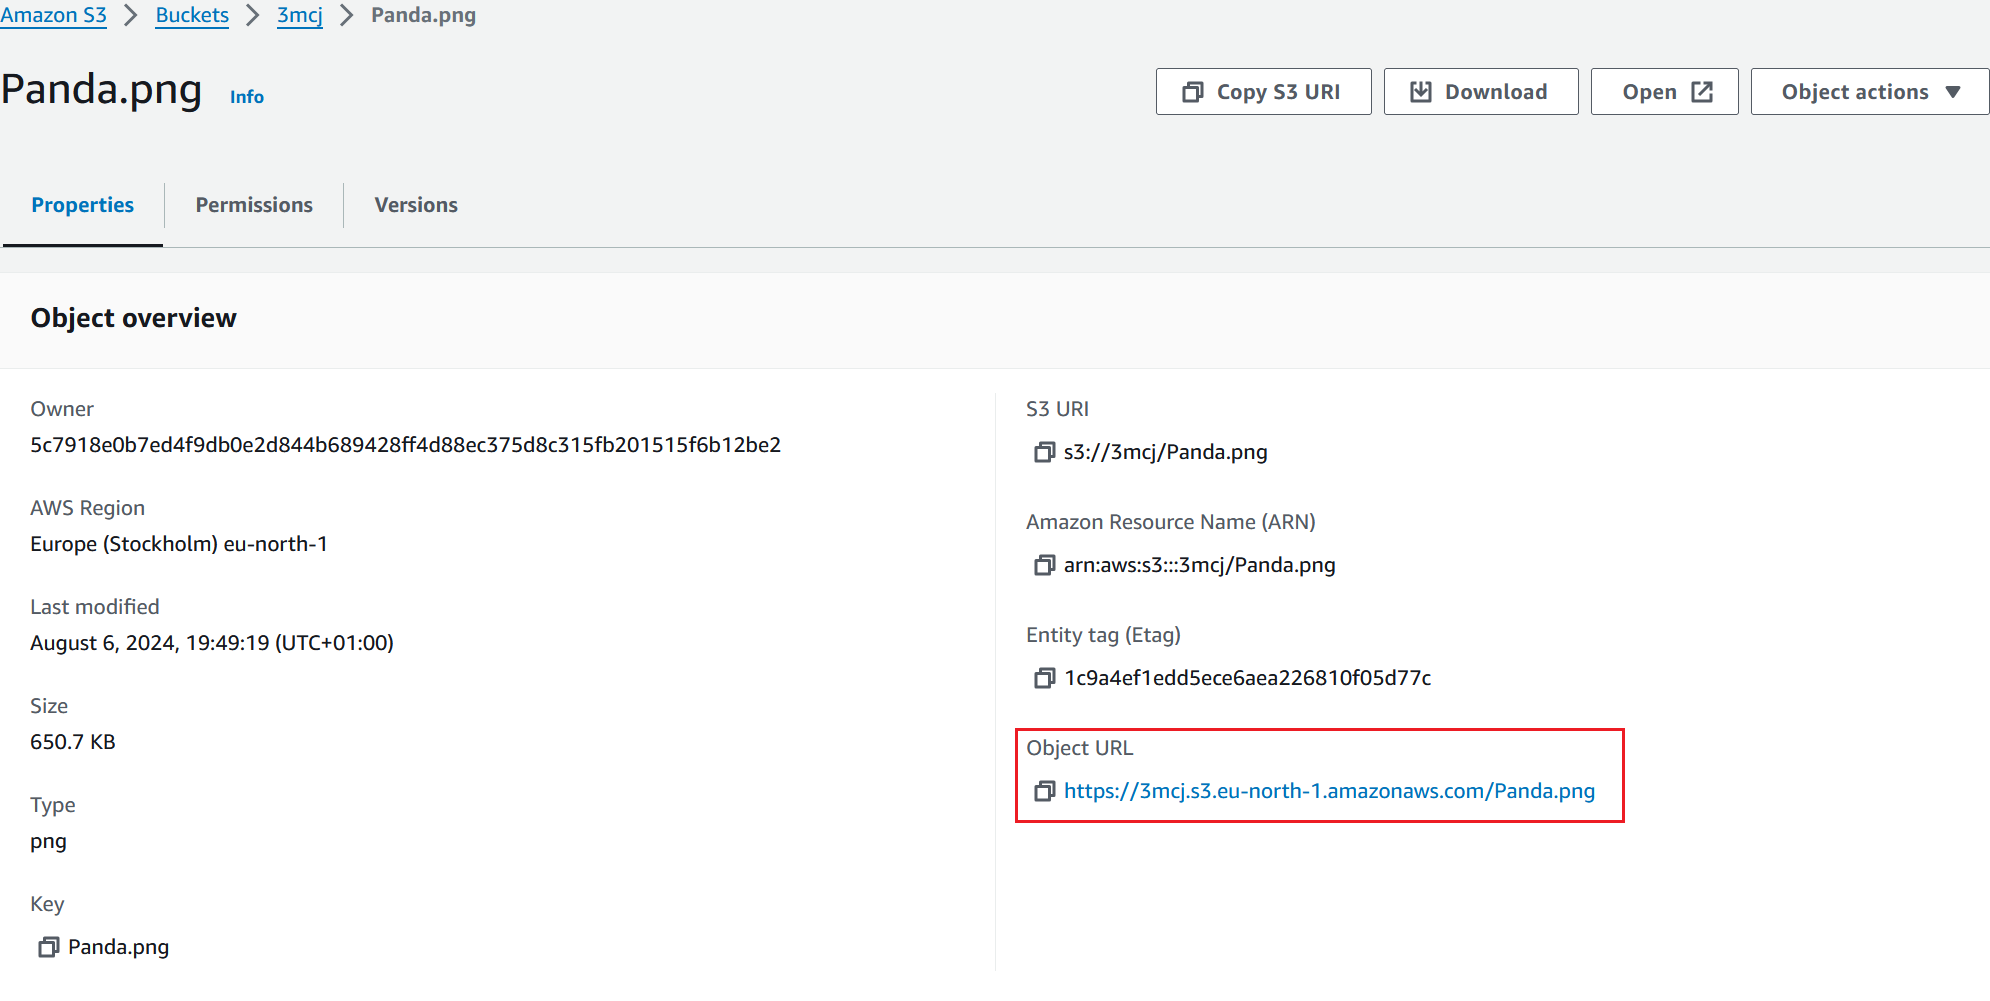 Amazon S3 > Buckets > 3mcj > Panda.png
Panda.png Info
Copy S3 URI Download Open Object actions
Properties Permissions Versions
Object overview
Owner
5c7918e0b7ed4f9db0e2d844b689428ff4d88ec375d8c315fb201515f6b12be2
AWS Region
Europe (Stockholm) eu-north-1
Last modified
August 6, 2024, 19:49:19 (UTC+01:00)
Size
650.7 KB
Type
png
Key
Panda.png
S3 URI
s3://3mcj/Panda.png
Amazon Resource Name (ARN)
arn:aws:s3:::3mcj/Panda.png
Entity tag (Etag)
1c9a4ef1edd5ece6aea226810f05d77c
Object URL
https://3mcj.s3.eu-north-1.amazonaws.com/Panda.png